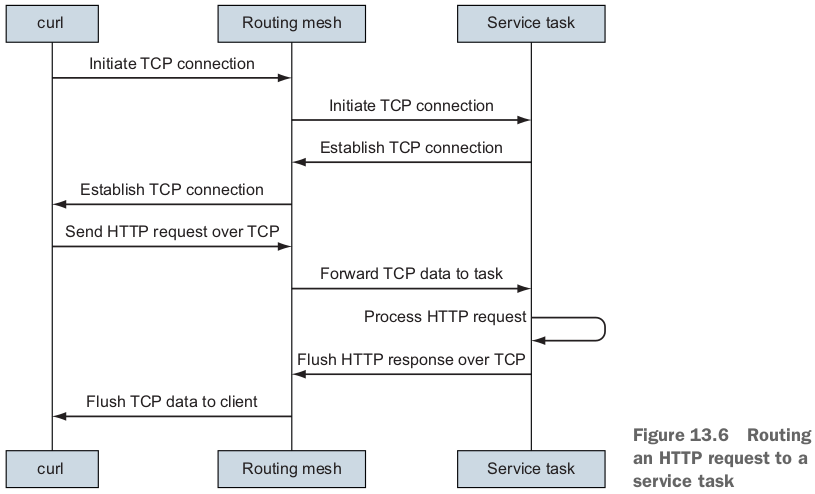 curl
Routing mesh
Service task
Initiate TCP connection
Initiate TCP connection
Establish TCP connection
Establish TCP connection
Send HTTP request over TCP
Forward TCP data to task
Process HTTP request
Flush HTTP response over TCP
Flush TCP data to client
curl
Routing mesh
Service task
Figure 13.6 Routing
an HTTP request to a
service task